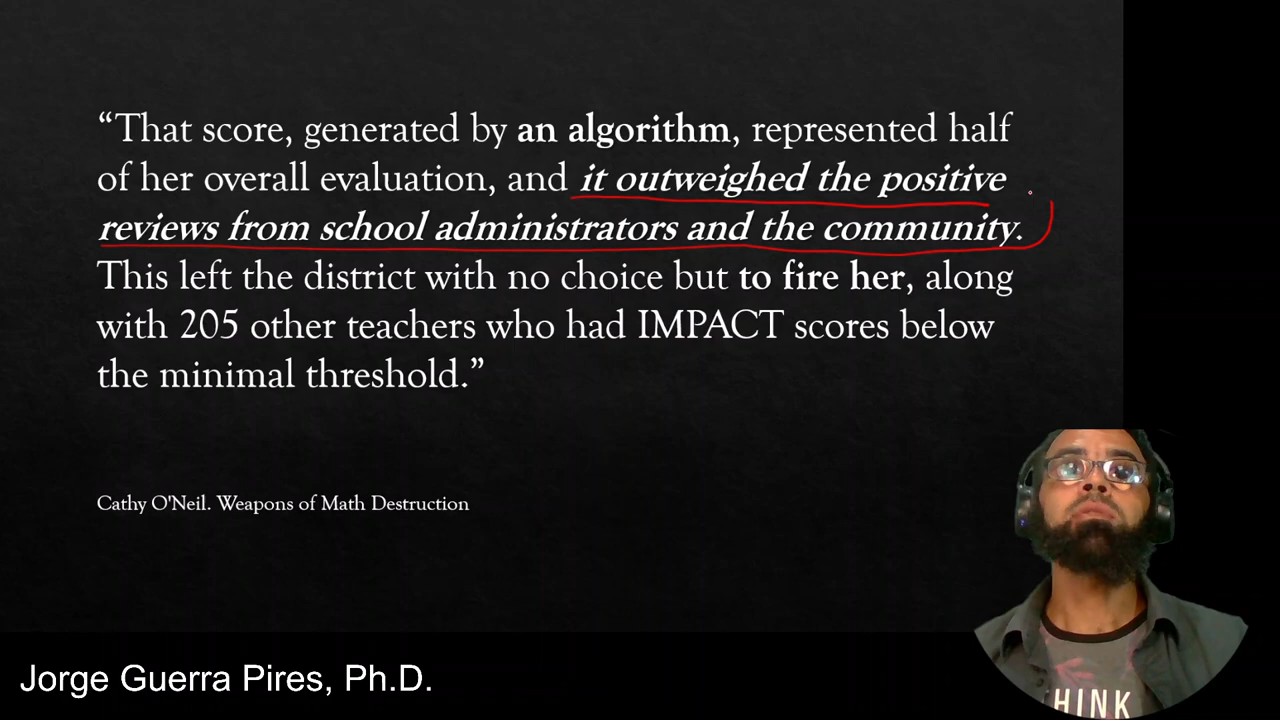 “That score, generated by an algorithm, represented half
of her overall evaluation, and it outweighed the positive
reviews from school administrators and the community.
This left the district with no choice but to fire her, along
with 205 other teachers who had IMPACT scores below
the minimal threshold.”
Cathy O'Neil. Weapons of Math Destruction
HINK
Jorge Guerra Pires, Ph.D.